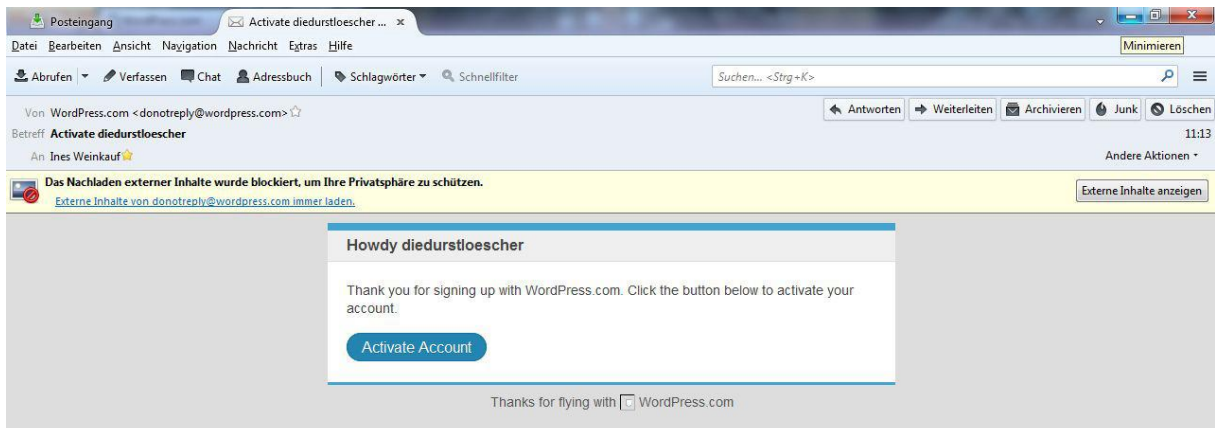 Posteingang
Activate diedurstloescher ... x
Datei Bearbeiten Ansicht Navigation Nachricht Extras Hilfe
Minimieren
Abrufen Verfassen Chat Adressbuch Schlagwörter Schnellfilter Suchen... <Strg+K>
Von WordPress.com <donotreply@wordpress.com> Antworten Weiterleiten Archivieren Junk Löschen
Betreff Activate diedurstloescher 11:13
An Ines Weinkauf Andere Aktionen
Das Nachladen externer Inhalte wurde blockiert, um Ihre Privatsphäre zu schützen.
Externe Inhalte von donotreply@wordpress.com immer laden. Externe Inhalte anzeigen
Howdy diedurstloescher
Thank you for signing up with WordPress.com. Click the button below to activate your
account.
Activate Account
Thanks for flying with WordPress.com